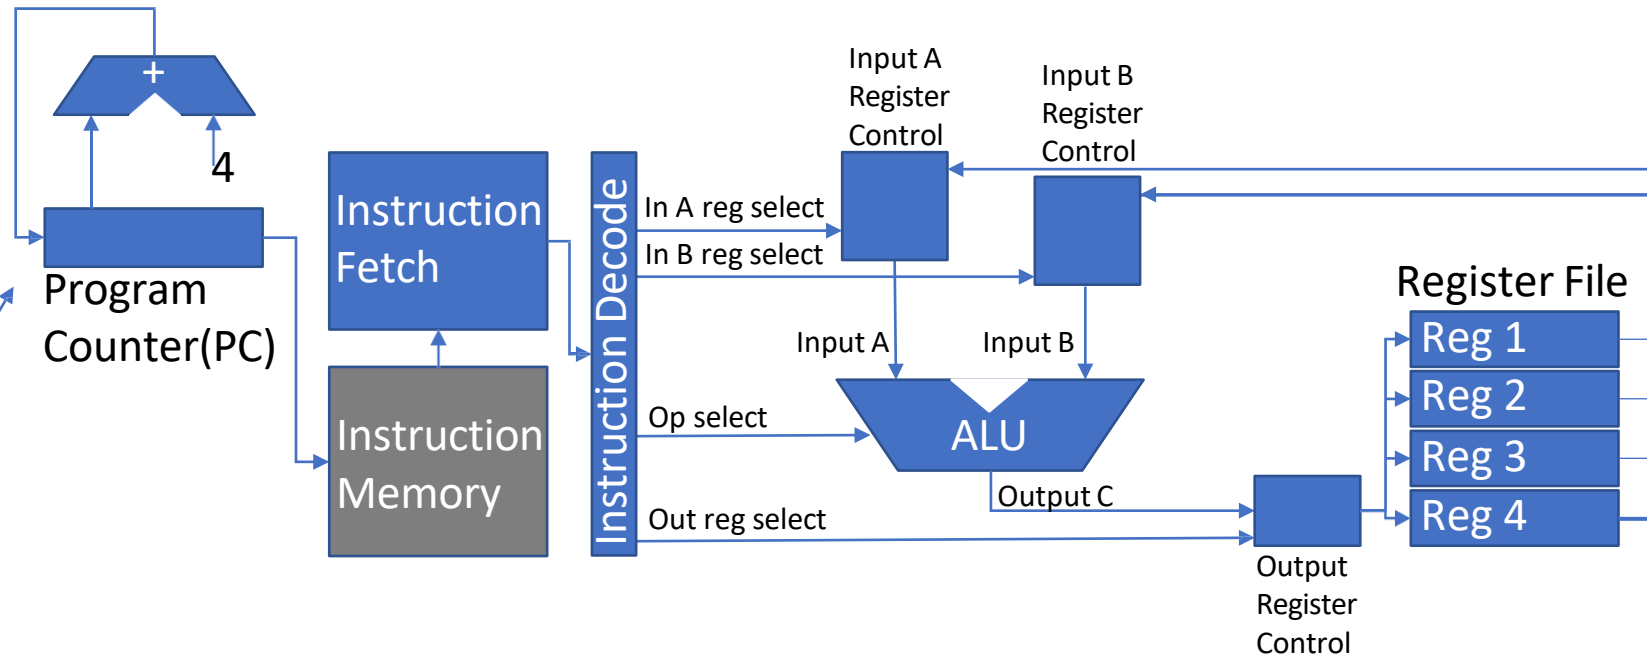 +
4
Program
Counter(PC)
Instruction
Fetch
Instruction
Memory
Instruction Decode
In A reg select
In B reg select
Op select
Out reg select
Input A
Register
Control
Input B
Register
Control
Input A
Input B
ALU
Output C
Output
Register
Control
Register File
Reg 1
Reg 2
Reg 3
Reg 4